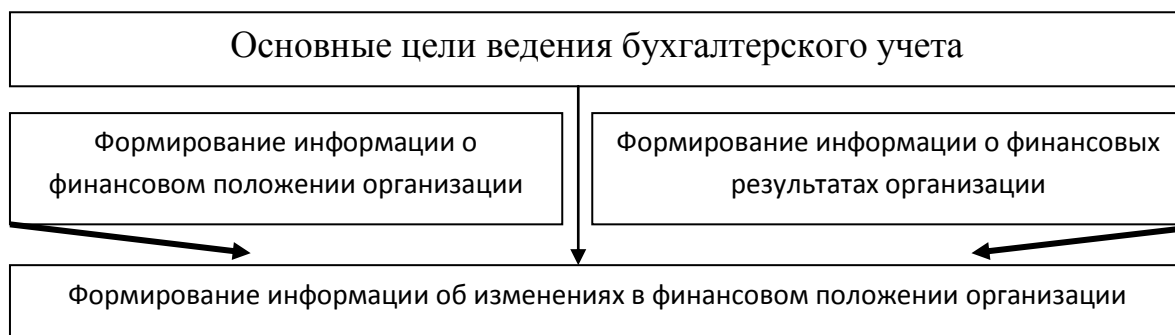 Основные цели ведения бухгалтерского учета
Формирование информации о
финансовом положении организации
Формирование информации о финансовых
результатах организации
Формирование информации об изменениях в финансовом положении организации